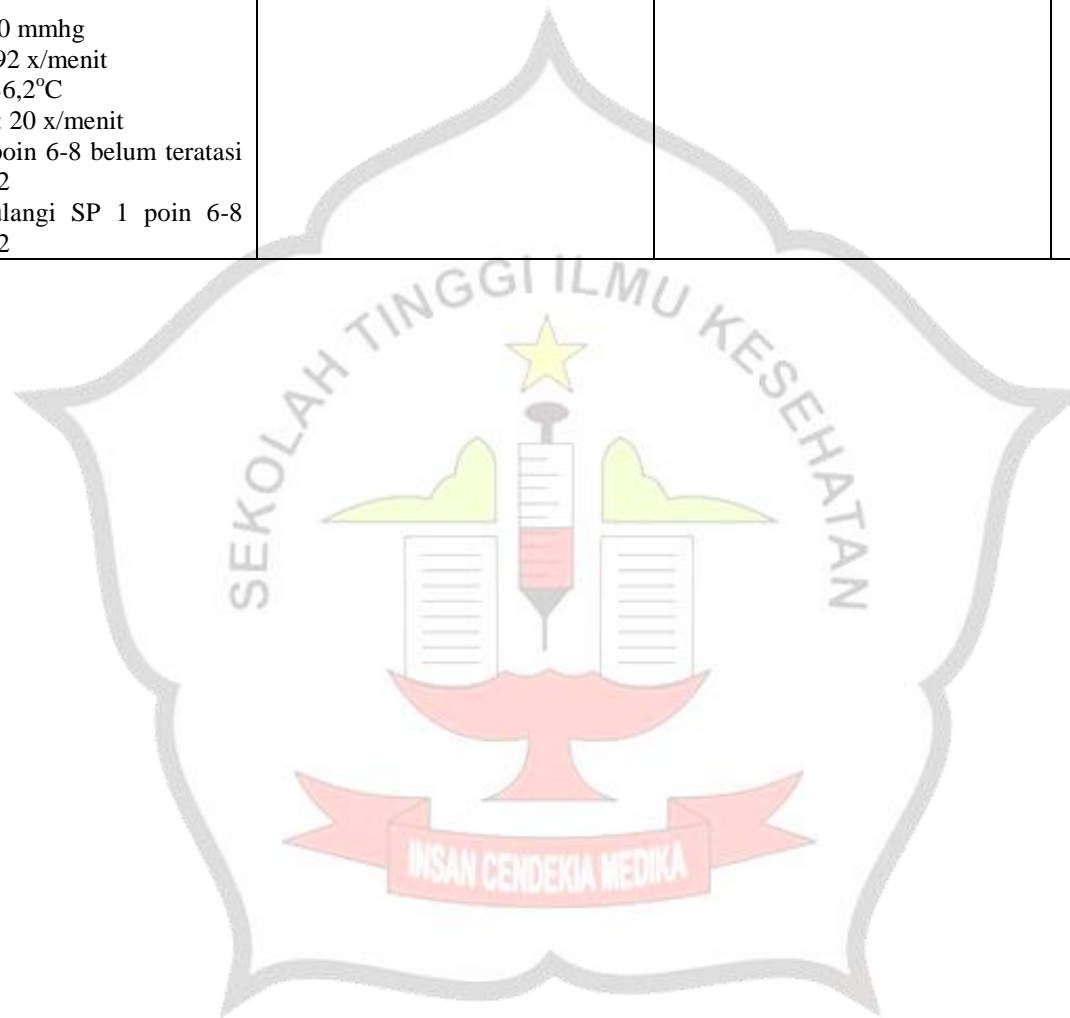 0 mmhg
92 x/menit
6,2°C
: 20 x/menit
poin 6-8 belum teratasi
2
langi SP 1 poin 6-8
2
SEKOLAH TINGGI ILMU KESEHATAN
INSAN CENDEKIA MEDIKA